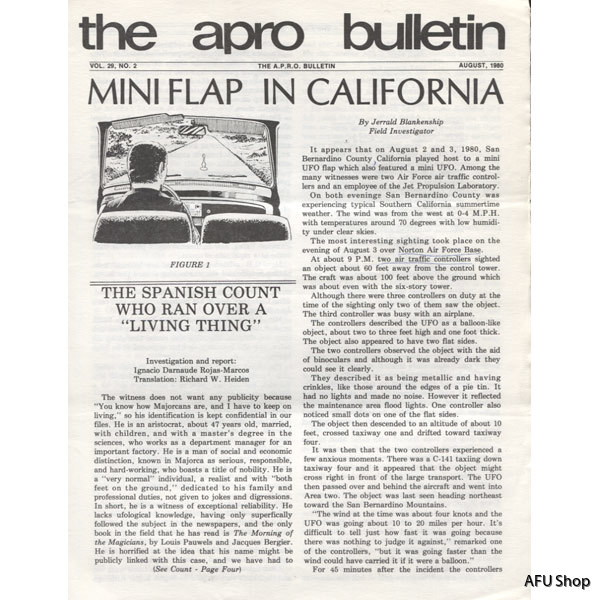 the apro bulletin
VOL. 29, NO. 2 THE A.P.R.O. BULLETIN AUGUST, 1980
MINI FLAP IN CALIFORNIA
FIGURE 1
THE SPANISH COUNT
WHO RAN OVER A
"LIVING THING"
Investigation and report:
Ignacio Darnaude Rojas-Marcos
Translation: Richard W. Heiden
The witness does not want any publicity because
"You know how Majorcans are, and I have to keep on
living," so his identification is kept confidential in our
files. He is an aristocrat, about 47 years old, married,
with children, and with a master's degree in the
sciences, who works as a department manager for an
important factory. He is a man of social and economic
distinction, known in Majorca as serious, responsible,
and hard-working, who boasts a title of nobility. He is
a "very normal" individual, a realist and with "both
feet on the ground," dedicated to his family and
professional duties, not given to jokes and digressions.
In short, he is a witness of exceptional reliability. He
lacks ufological knowledge, having only superfically
followed the subject in the newspapers, and the only
book in the field that he has read is The Morning of
the Magicians, by Louis Pauwels and Jacques Bergier.
He is horrified at the idea that his name might be
publicly linked with this case, and we have had to
(See Count - Page Four)
By Jerrald Blankenship
Field Investigator
It appears that on August 2 and 3, 1980, San
Bernardino County California played host to a mini
UFO flap which also featured a mini UFO. Among the
many witnesses were two Air Force air traffic control-
lers and an employee of the Jet Propulsion Laboratory.
On both evenings San Bernardino County was
experiencing typical Southern California summertime
weather. The wind was from the west at 0-4 M.P.H.
with temperatures around 70 degrees with low humidi-
ty under clear skies.
The most interesting sighting took place on the
evening of August 3 over Norton Air Force Base.
At about 9 P.M. two air traffic controllers sighted
an object about 60 feet away from the control tower.
The craft was about 100 feet above the ground which
was about even with the six-story tower.
Although there were three controllers on duty at the
time of the sighting only two of them saw the object.
The third controller was busy with an airplane.
The controllers described the UFO as a balloon-like
object, about two to three feet high and one foot thick.
The object also appeared to have two flat sides.
The two controllers observed the object with the aid
of binoculars and although it was already dark they
could see it clearly.
They described it as being metallic and having
crinkles, like those around the edges of a pie tin. It
had no lights and made no noise. However it reflected
the maintenance area flood lights. One controller also
noticed small dots on one of the flat sides.
The object then descended to an altitude of about 10
feet, crossed taxiway one and drifted toward taxiway
four.
It was then that the two controllers experienced a
few anxious moments. There was a C-141 taxiing down
taxiway four and it appeared that the object might
cross right in front of the large transport. The UFO
then passed over and behind the aircraft and went into
Area two. The object was last seen heading northeast
toward the San Bernardino Mountains.
"The wind at the time was about four knots and the
UFO was going about 10 to 20 miles per hour. It's
difficult to tell just how fast it was going because
there was nothing to judge it against," remarked one
of the controllers, "but it was going faster than the
wind could have carried it if it were a balloon."
For 45 minutes after the incident the controllers
AFU Shop